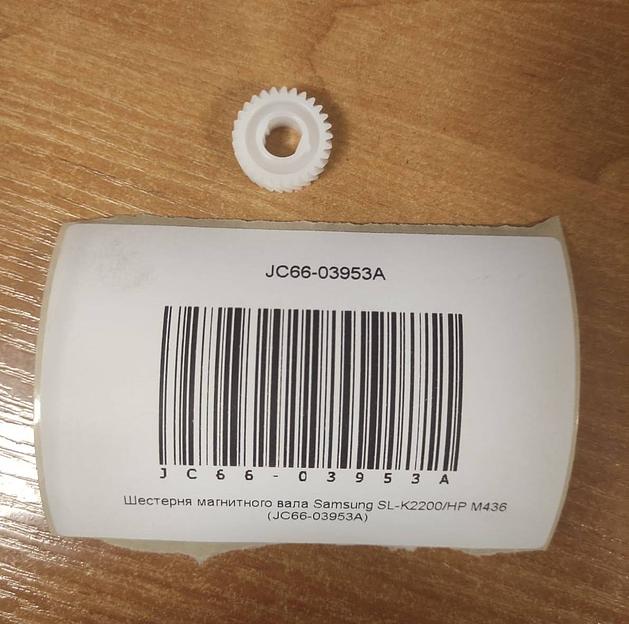 JC66-03953A
JC66-03953A
Шестерня магнитного вала Samsung SL-K2200/HP M436
(JC66-03953A)